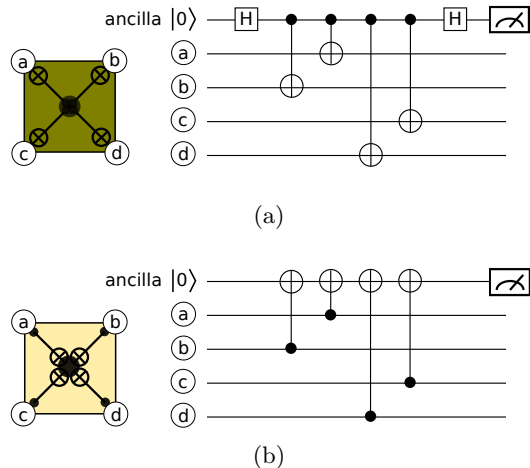 ancilla |0⟩ H H
a b a
b
c
c d d
(a)
ancilla |0⟩
a b a
b
c
c d d
(b)